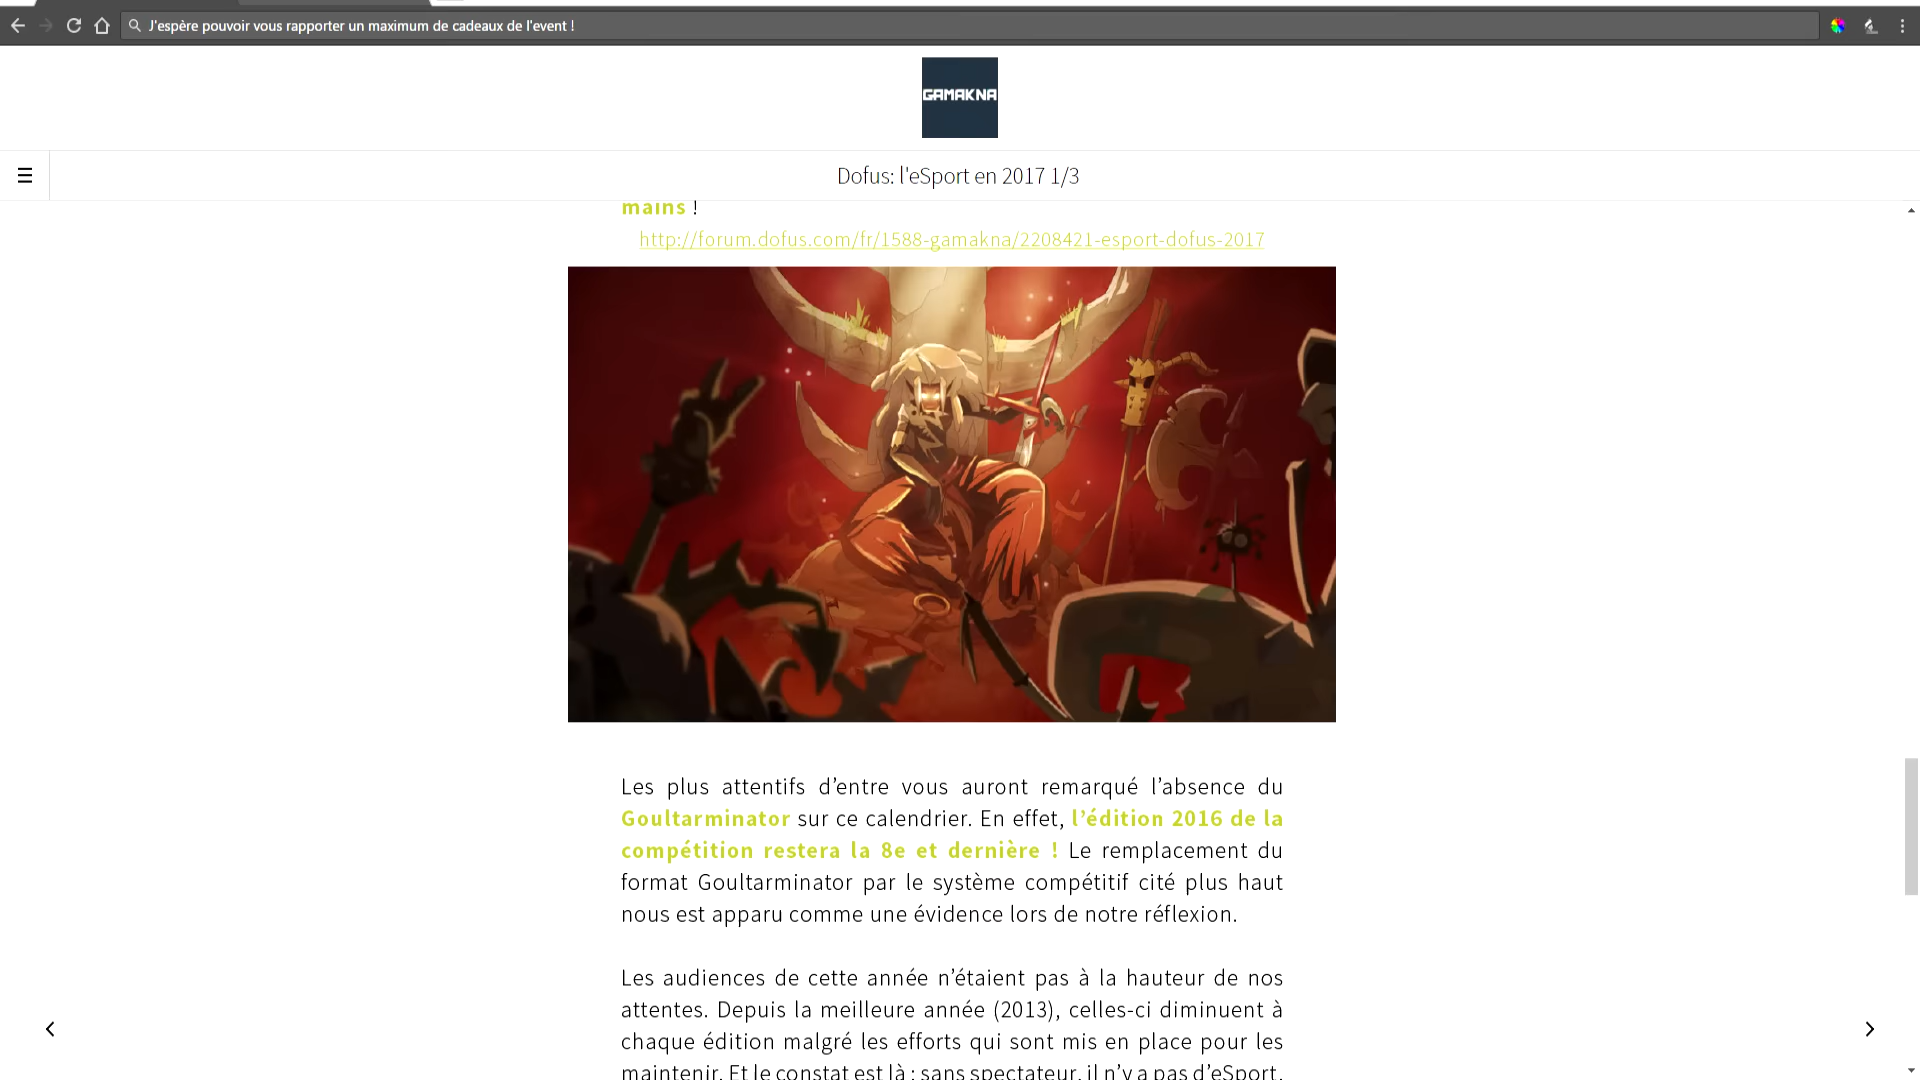 J'espère pouvoir vous rapporter un maximum de cadeaux de l'event !
GAMAKNA
Dofus: l'eSport en 2017 1/3
mains !
http://forum.dofus.com/fr/1588-gamakna/2208421-esport-dofus-2017
Les plus attentifs d’entre vous auront remarqué l’absence du
Goultarminator sur ce calendrier. En effet, l’édition 2016 de la
compétition restera la 8e et dernière ! Le remplacement du
format Goultarminator par le système compétitif cité plus haut
nous est apparu comme une évidence lors de notre réflexion.
Les audiences de cette année n’étaient pas à la hauteur de nos
attentes. Depuis la meilleure année (2013), celles-ci diminuent à
chaque édition malgré les efforts qui sont mis en place pour les
maintenir. Et le constat est là : sans spectateur, il n’y a pas d’eSport.